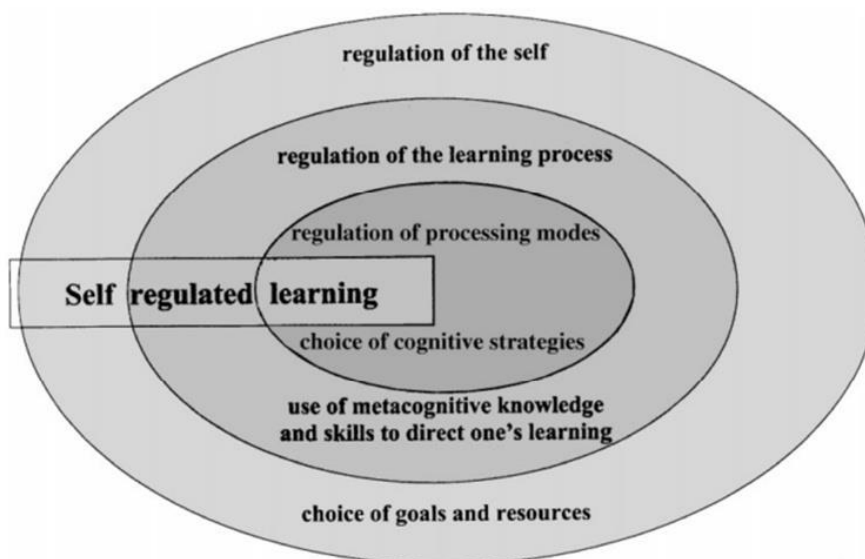 regulation of the self
regulation of the learning process
regulation of processing modes
Self regulated learning
choice of cognitive strategies
use of metacognitive knowledge
and skills to direct one's learning
choice of goals and resources